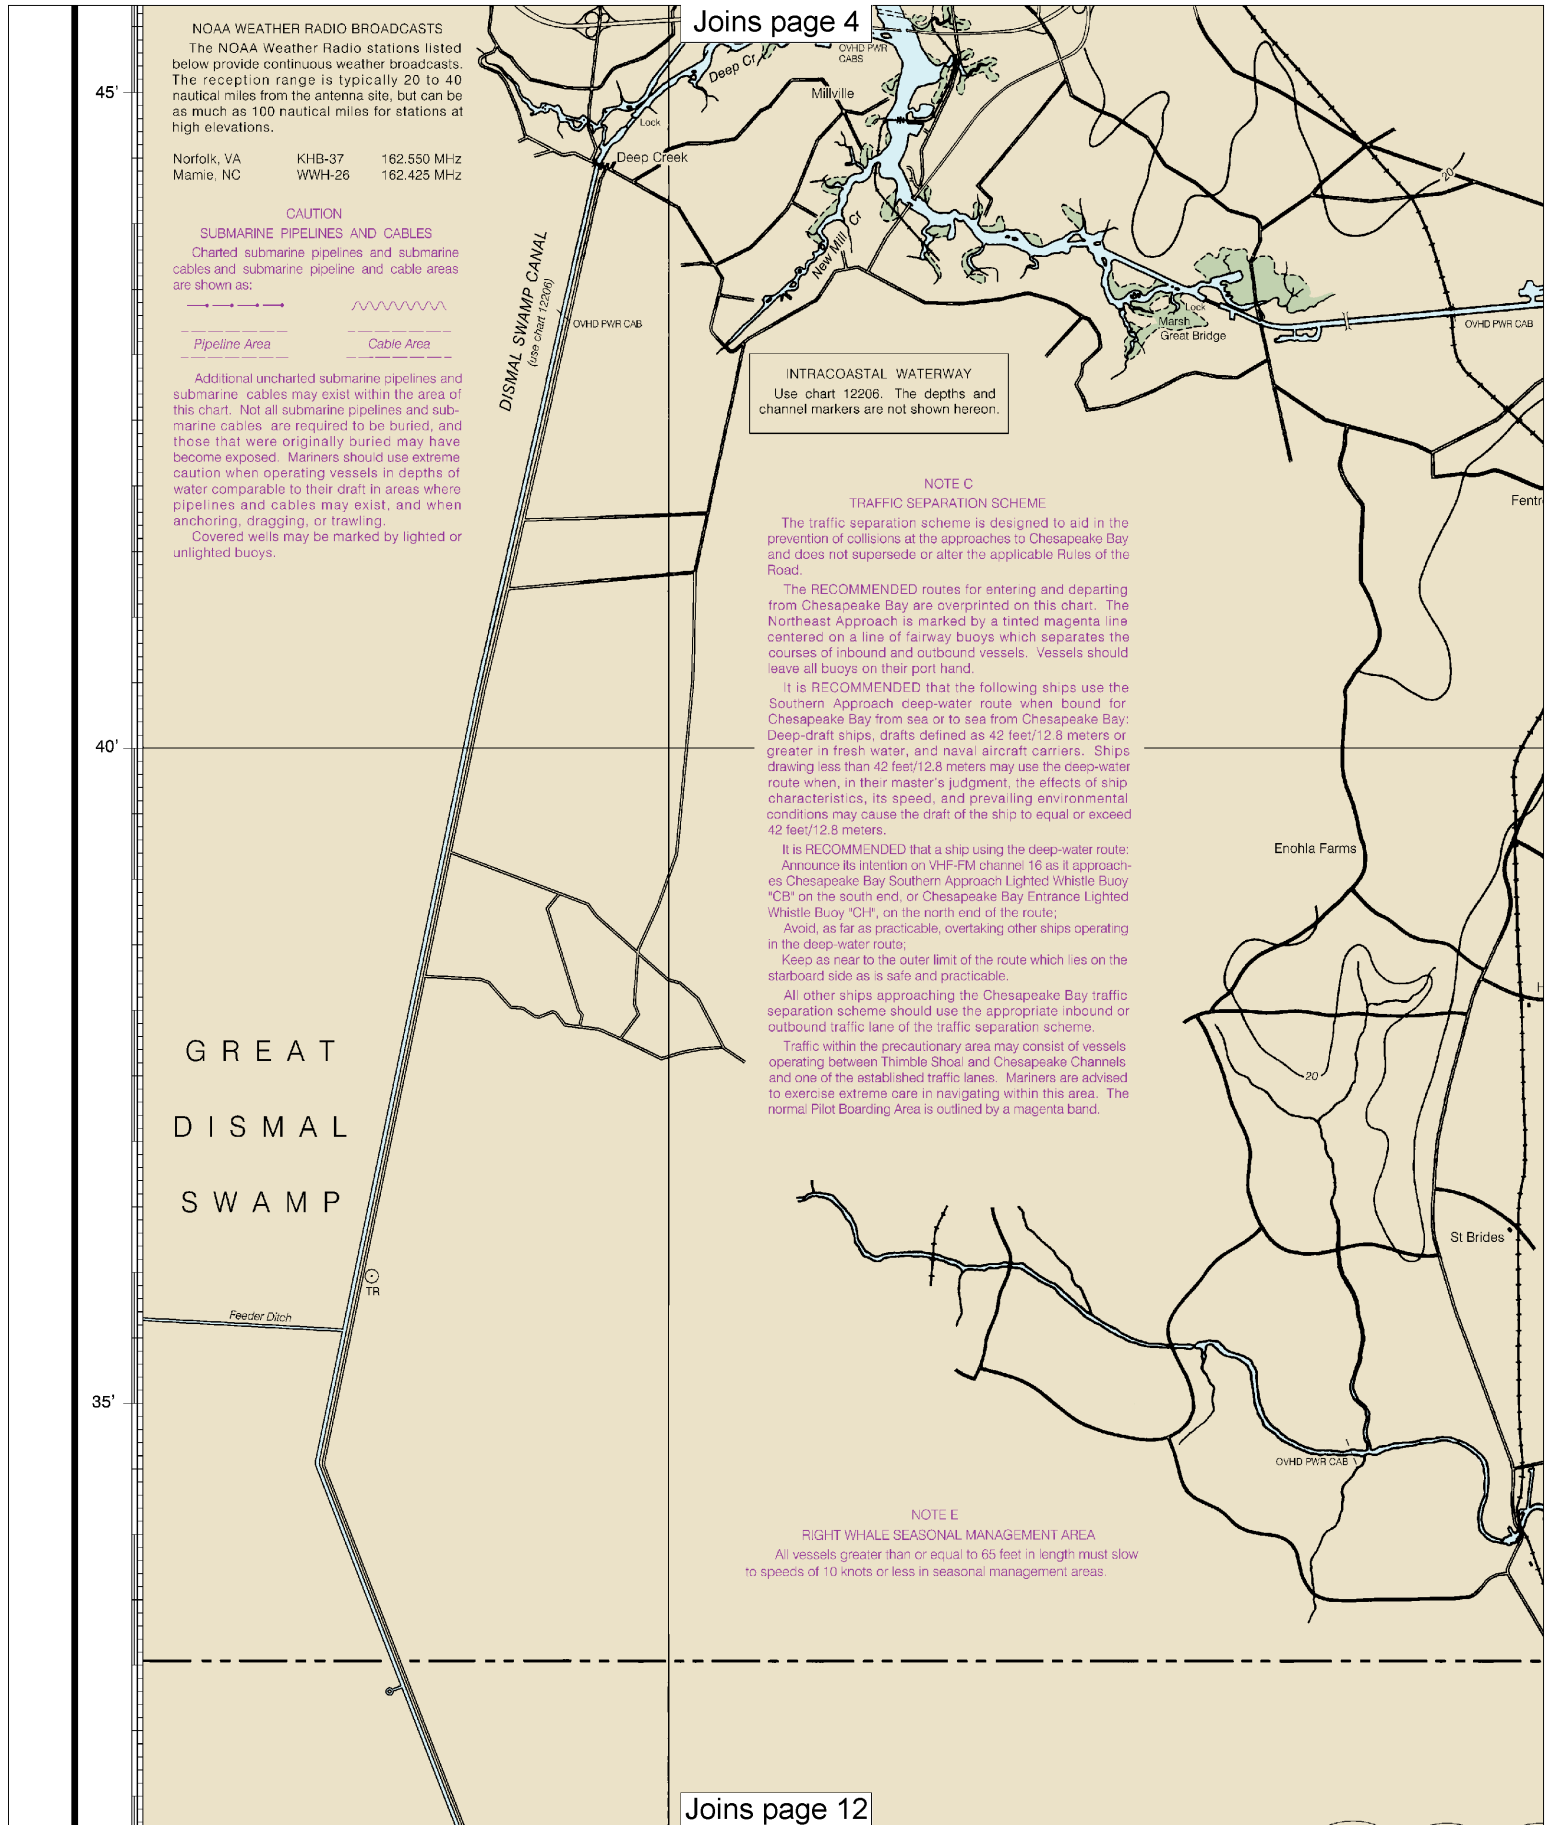 Joins page 4
NOAA WEATHER RADIO BROADCASTS
The NOAA Weather Radio stations listed
below provide continuous weather broadcasts.
The reception range is typically 20 to 40
nautical miles from the antenna site, but can be
as much as 100 nautical miles for stations at
high elevations.
Norfolk, VA KHB-37 162.550 MHz
Mamie, NC WWH-26 162.425 MHz
CAUTION
SUBMARINE PIPELINES AND CABLES
Charted submarine pipelines and submarine
cables and submarine pipeline and cable areas
are shown as:
Pipeline Area Cable Area
Additional uncharted submarine pipelines and
submarine cables may exist within the area of
this chart. Not all submarine pipelines and sub-
marine cables are required to be buried, and
those that were originally buried may have
become exposed. Mariners should use extreme
caution when operating vessels in depths of
water comparable to their draft in areas where
pipelines and cables may exist, and when
anchoring, dragging, or trawling.
Covered wells may be marked by lighted or
unlighted buoys.
45'
Deep Cr
OVHD PWR
CABS
Millville
Lock
Deep Creek
20
DISMAL SWAMP CANAL
(use chart 12206)
New Mill Cr
OVHD PWR CAB
Lock
Marsh
Great Bridge
OVHD PWR CAB
INTRACOASTAL WATERWAY
Use chart 12206. The depths and
channel markers are not shown hereon.
Fentr
NOTE C
TRAFFIC SEPARATION SCHEME
The traffic separation scheme is designed to aid in the
prevention of collisions at the approaches to Chesapeake Bay
and does not supersede or alter the applicable Rules of the
Road.
The RECOMMENDED routes for entering and departing
from Chesapeake Bay are overprinted on this chart. The
Northeast Approach is marked by a tinted magenta line
centered on a line of fairway buoys which separates the
courses of inbound and outbound vessels. Vessels should
leave all buoys on their port hand.
It is RECOMMENDED that the following ships use the
Southern Approach deep-water route when bound for
Chesapeake Bay from sea or to sea from Chesapeake Bay:
Deep-draft ships, drafts defined as 42 feet/12.8 meters or
greater in fresh water, and naval aircraft carriers. Ships
drawing less than 42 feet/12.8 meters may use the deep-water
route when, in their master's judgment, the effects of ship
characteristics, its speed, and prevailing environmental
conditions may cause the draft of the ship to equal or exceed
42 feet/12.8 meters.
It is RECOMMENDED that a ship using the deep-water route:
Announce its intention on VHF-FM channel 16 as it approach-
es Chesapeake Bay Southern Approach Lighted Whistle Buoy
"CB" on the south end, or Chesapeake Bay Entrance Lighted
Whistle Buoy "CH", on the north end of the route;
Avoid, as far as practicable, overtaking other ships operating
in the deep-water route;
Keep as near to the outer limit of the route which lies on the
starboard side as is safe and practicable.
All other ships approaching the Chesapeake Bay traffic
separation scheme should use the appropriate inbound or
outbound traffic lane of the traffic separation scheme.
Traffic within the precautionary area may consist of vessels
operating between Thimble Shoal and Chesapeake Channels
and one of the established traffic lanes. Mariners are advised
to exercise extreme care in navigating within this area. The
normal Pilot Boarding Area is outlined by a magenta band.
40'
Enohla Farms
H
20
GREAT
DISMAL
SWAMP
St Brides
TR
Feeder Ditch
35'
OVHD PWR CAB
NOTE E
RIGHT WHALE SEASONAL MANAGEMENT AREA
All vessels greater than or equal to 65 feet in length must slow
to speeds of 10 knots or less in seasonal management areas.
Joins page 12